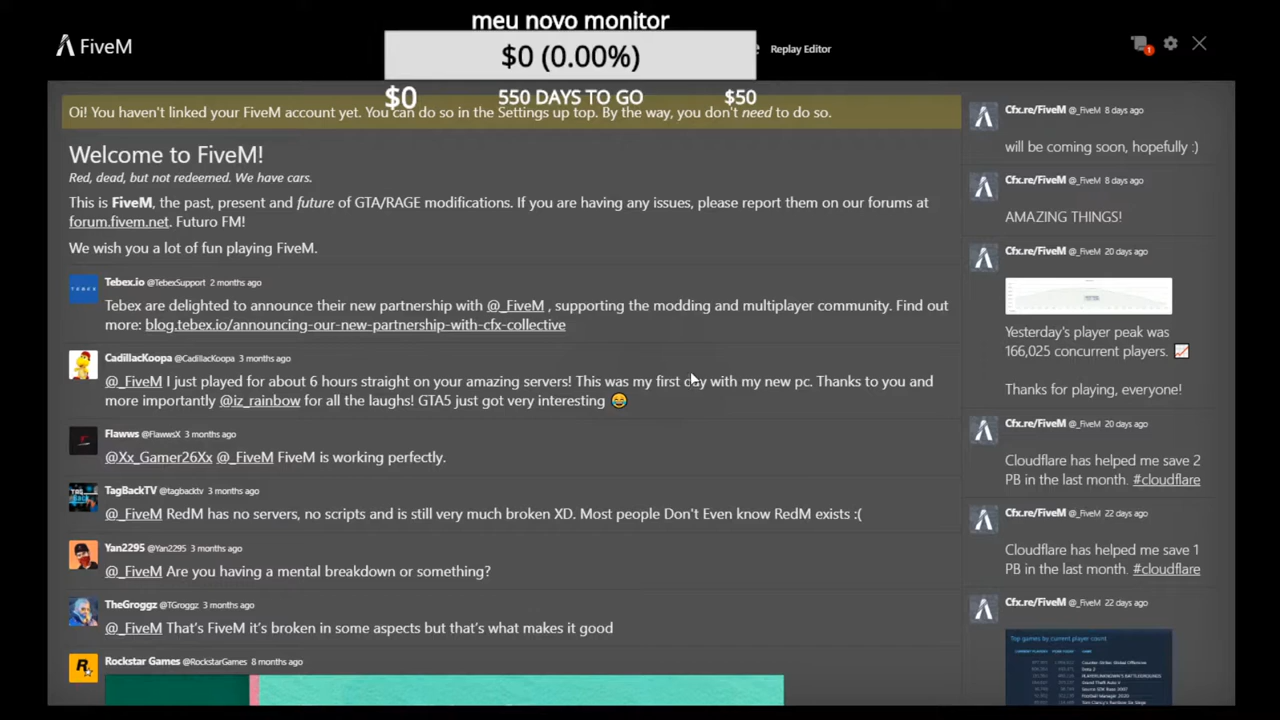 FiveM
meu novo monitor
$0 (0.00%)
$0
550 DAYS TO GO
$50
Replay Editor
1
Oi! You haven't linked your FiveM account yet. You can do so in the Settings up top. By the way, you don't need to do so.
Welcome to FiveM!
Red, dead, but not redeemed. We have cars.
This is FiveM, the past, present and future of GTA/RAGE modifications. If you are having any issues, please report them on our forums at
forum.fivem.net. Futuro FM!
We wish you a lot of fun playing FiveM.
TEBEX
Tebex.io @TebexSupport 2 months ago
Tebex are delighted to announce their new partnership with @_FiveM , supporting the modding and multiplayer community. Find out
more: blog.tebex.io/announcing-our-new-partnership-with-cfx-collective
CadillacKoopa @CadillacKoopa 3 months ago
@_FiveM I just played for about 6 hours straight on your amazing servers! This was my first day with my new pc. Thanks to you and
more importantly @iz_rainbow for all the laughs! GTA5 just got very interesting 😂
Flawws @FlawwsX 3 months ago
@Xx_Gamer26Xx @_FiveM FiveM is working perfectly.
TagBackTV @tagbacktv 3 months ago
@_FiveM RedM has no servers, no scripts and is still very much broken XD. Most people Don't Even know RedM exists :(
Yan2295 @Yan2295 3 months ago
@_FiveM Are you having a mental breakdown or something?
TheGroggz @TGroggz 3 months ago
@_FiveM That's FiveM it's broken in some aspects but that's what makes it good
Rockstar Games @RockstarGames 8 months ago
Cfx.re/FiveM @_FiveM 8 days ago
will be coming soon, hopefully :)
Cfx.re/FiveM @_FiveM 8 days ago
AMAZING THINGS!
Cfx.re/FiveM @_FiveM 20 days ago
Yesterday's player peak was
166,025 concurrent players. 📈
Thanks for playing, everyone!
Cfx.re/FiveM @_FiveM 20 days ago
Cloudflare has helped me save 2
PB in the last month. #cloudflare
Cfx.re/FiveM @_FiveM 22 days ago
Cloudflare has helped me save 1
PB in the last month. #cloudflare
Cfx.re/FiveM @_FiveM 22 days ago
Top games by current player count